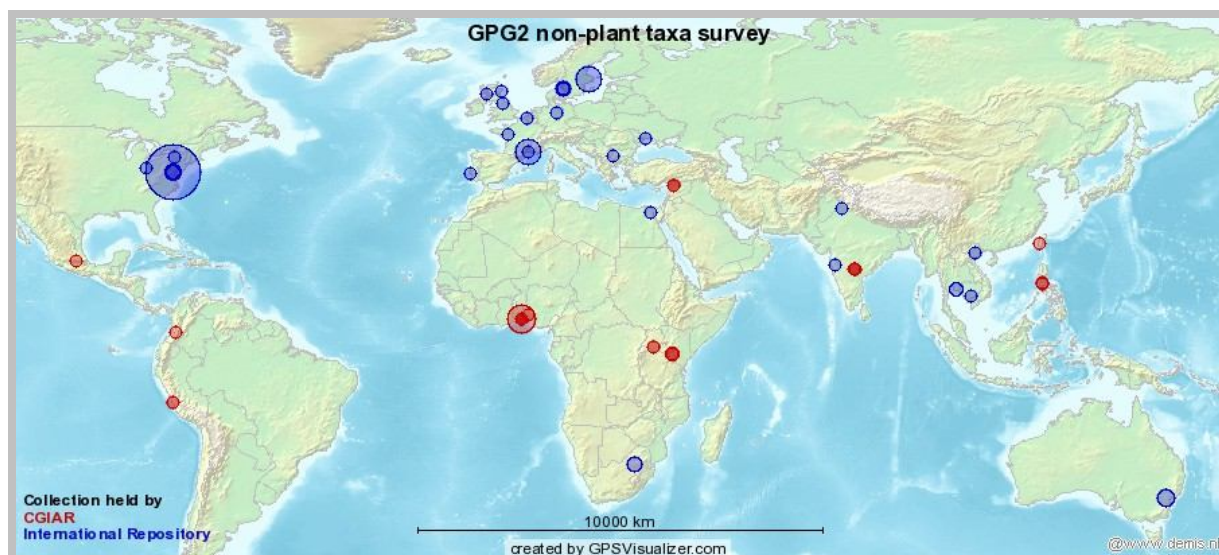 GPG2 non-plant taxa survey
Collection held by
CGIAR
International Repository
10000 km
created by GPSVisualizer.com
@www.demis.nl